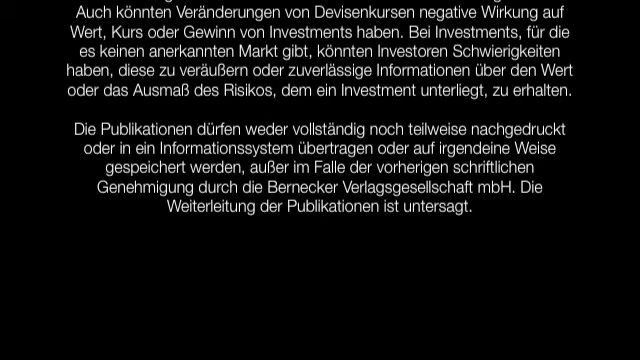 Auch könnten Veränderungen von Devisenkursen negative Wirkung auf
Wert, Kurs oder Gewinn von Investments haben. Bei Investments, für die
es keinen anerkannten Markt gibt, könnten Investoren Schwierigkeiten
haben, diese zu veräußern oder zuverlässige Informationen über den Wert
oder das Ausmaß des Risikos, dem ein Investment unterliegt, zu erhalten.
Die Publikationen dürfen weder vollständig noch teilweise nachgedruckt
oder in ein Informationssystem übertragen oder auf irgendeine Weise
gespeichert werden, außer im Falle der vorherigen schriftlichen
Genehmigung durch die Bernecker Verlagsgesellschaft mbH. Die
Weiterleitung der Publikationen ist untersagt.